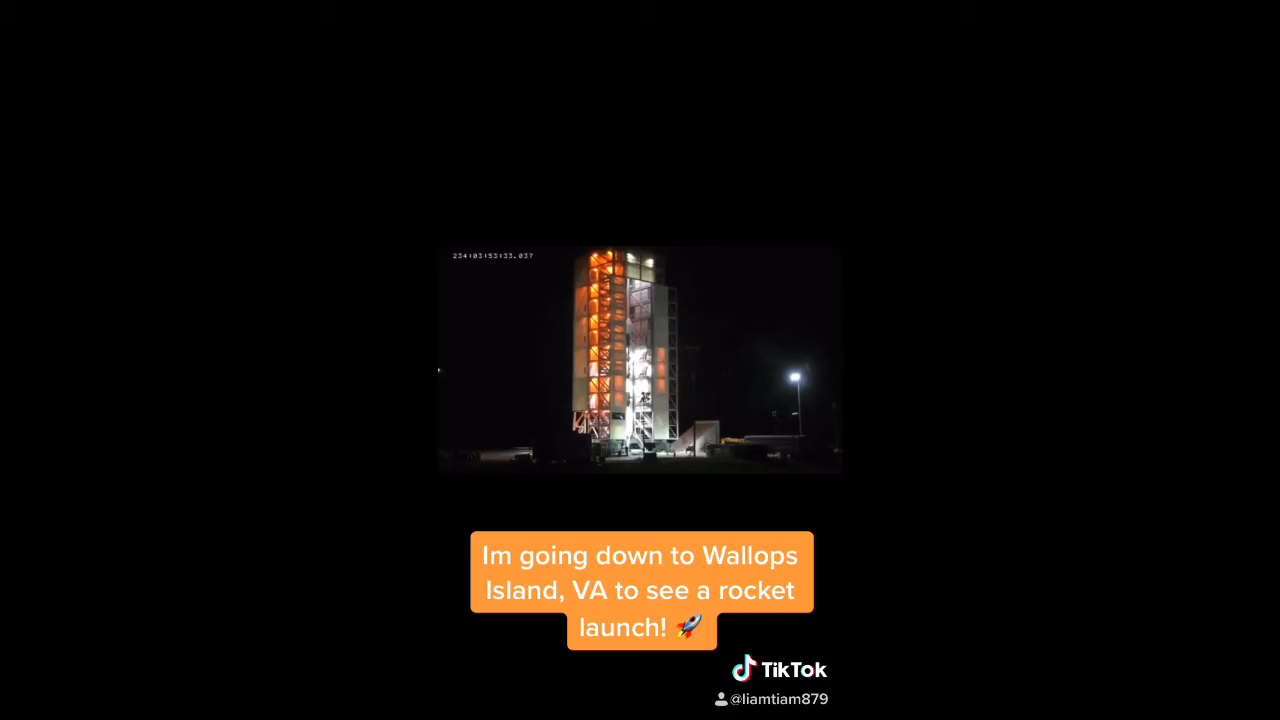 234:03:53:33.037
Im going down to Wallops
Island, VA to see a rocket
launch! 🚀
TikTok
@liamtiam879